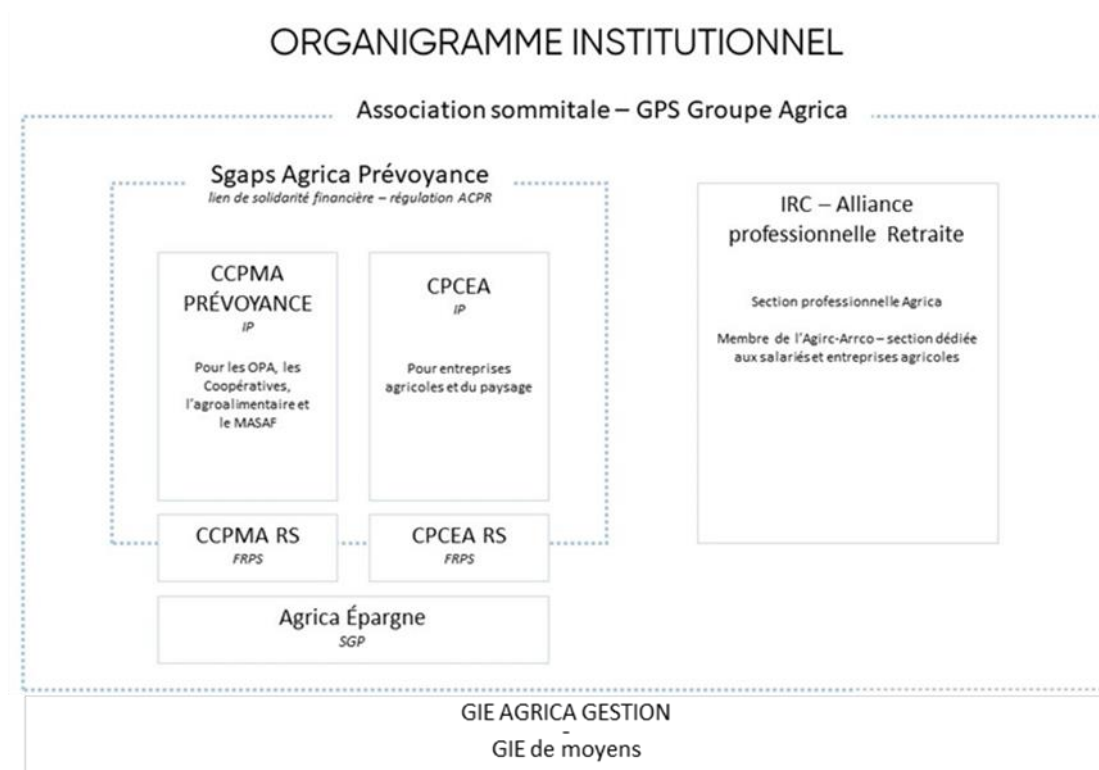 ORGANIGRAMME INSTITUTIONNEL
Association sommitale – GPS Groupe Agrica
Sgaps Agrica Prévoyance
lien de solidarité financière – régulation ACPR
CCPMA
PRÉVOYANCE
IP
Pour les OPA, les
Coopératives,
l'agroalimentaire et
le MASAF
CPCEA
IP
Pour entreprises
agricoles et du paysage
CCPMA RS
FRPS
CPCEA RS
FRPS
Agrica Épargne
SGP
IRC – Alliance
professionnelle Retraite
Section professionnelle Agrica
Membre de l'Agirc-Arrco – section dédiée
aux salariés et entreprises agricoles
GIE AGRICA GESTION
-
GIE de moyens